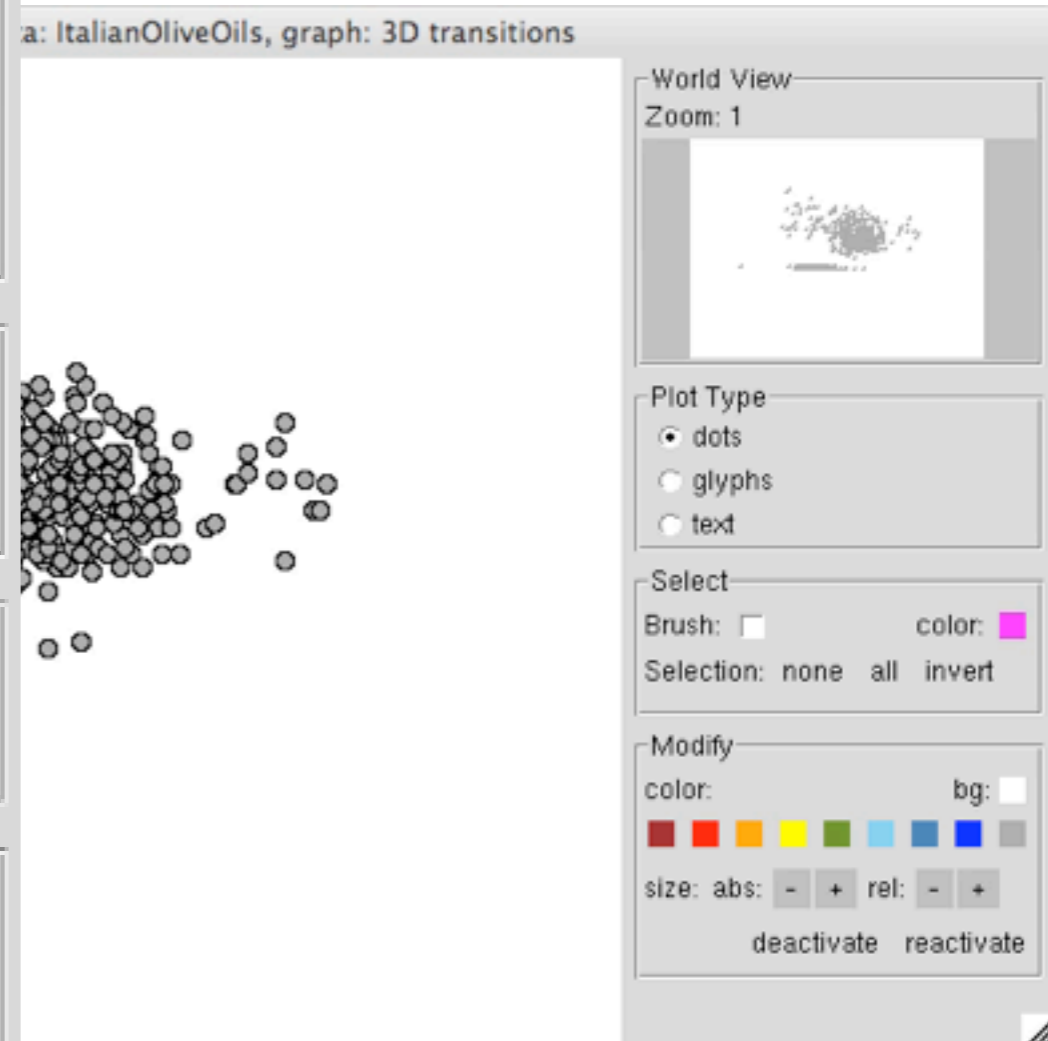 ta: ItalianOliveOils, graph: 3D transitions
World View
Zoom: 1
Plot Type
dots
glyphs
text
Select
Brush: color:
Selection: none all invert
Modify
color: bg:
size: abs: - + rel: - +
deactivate reactivate